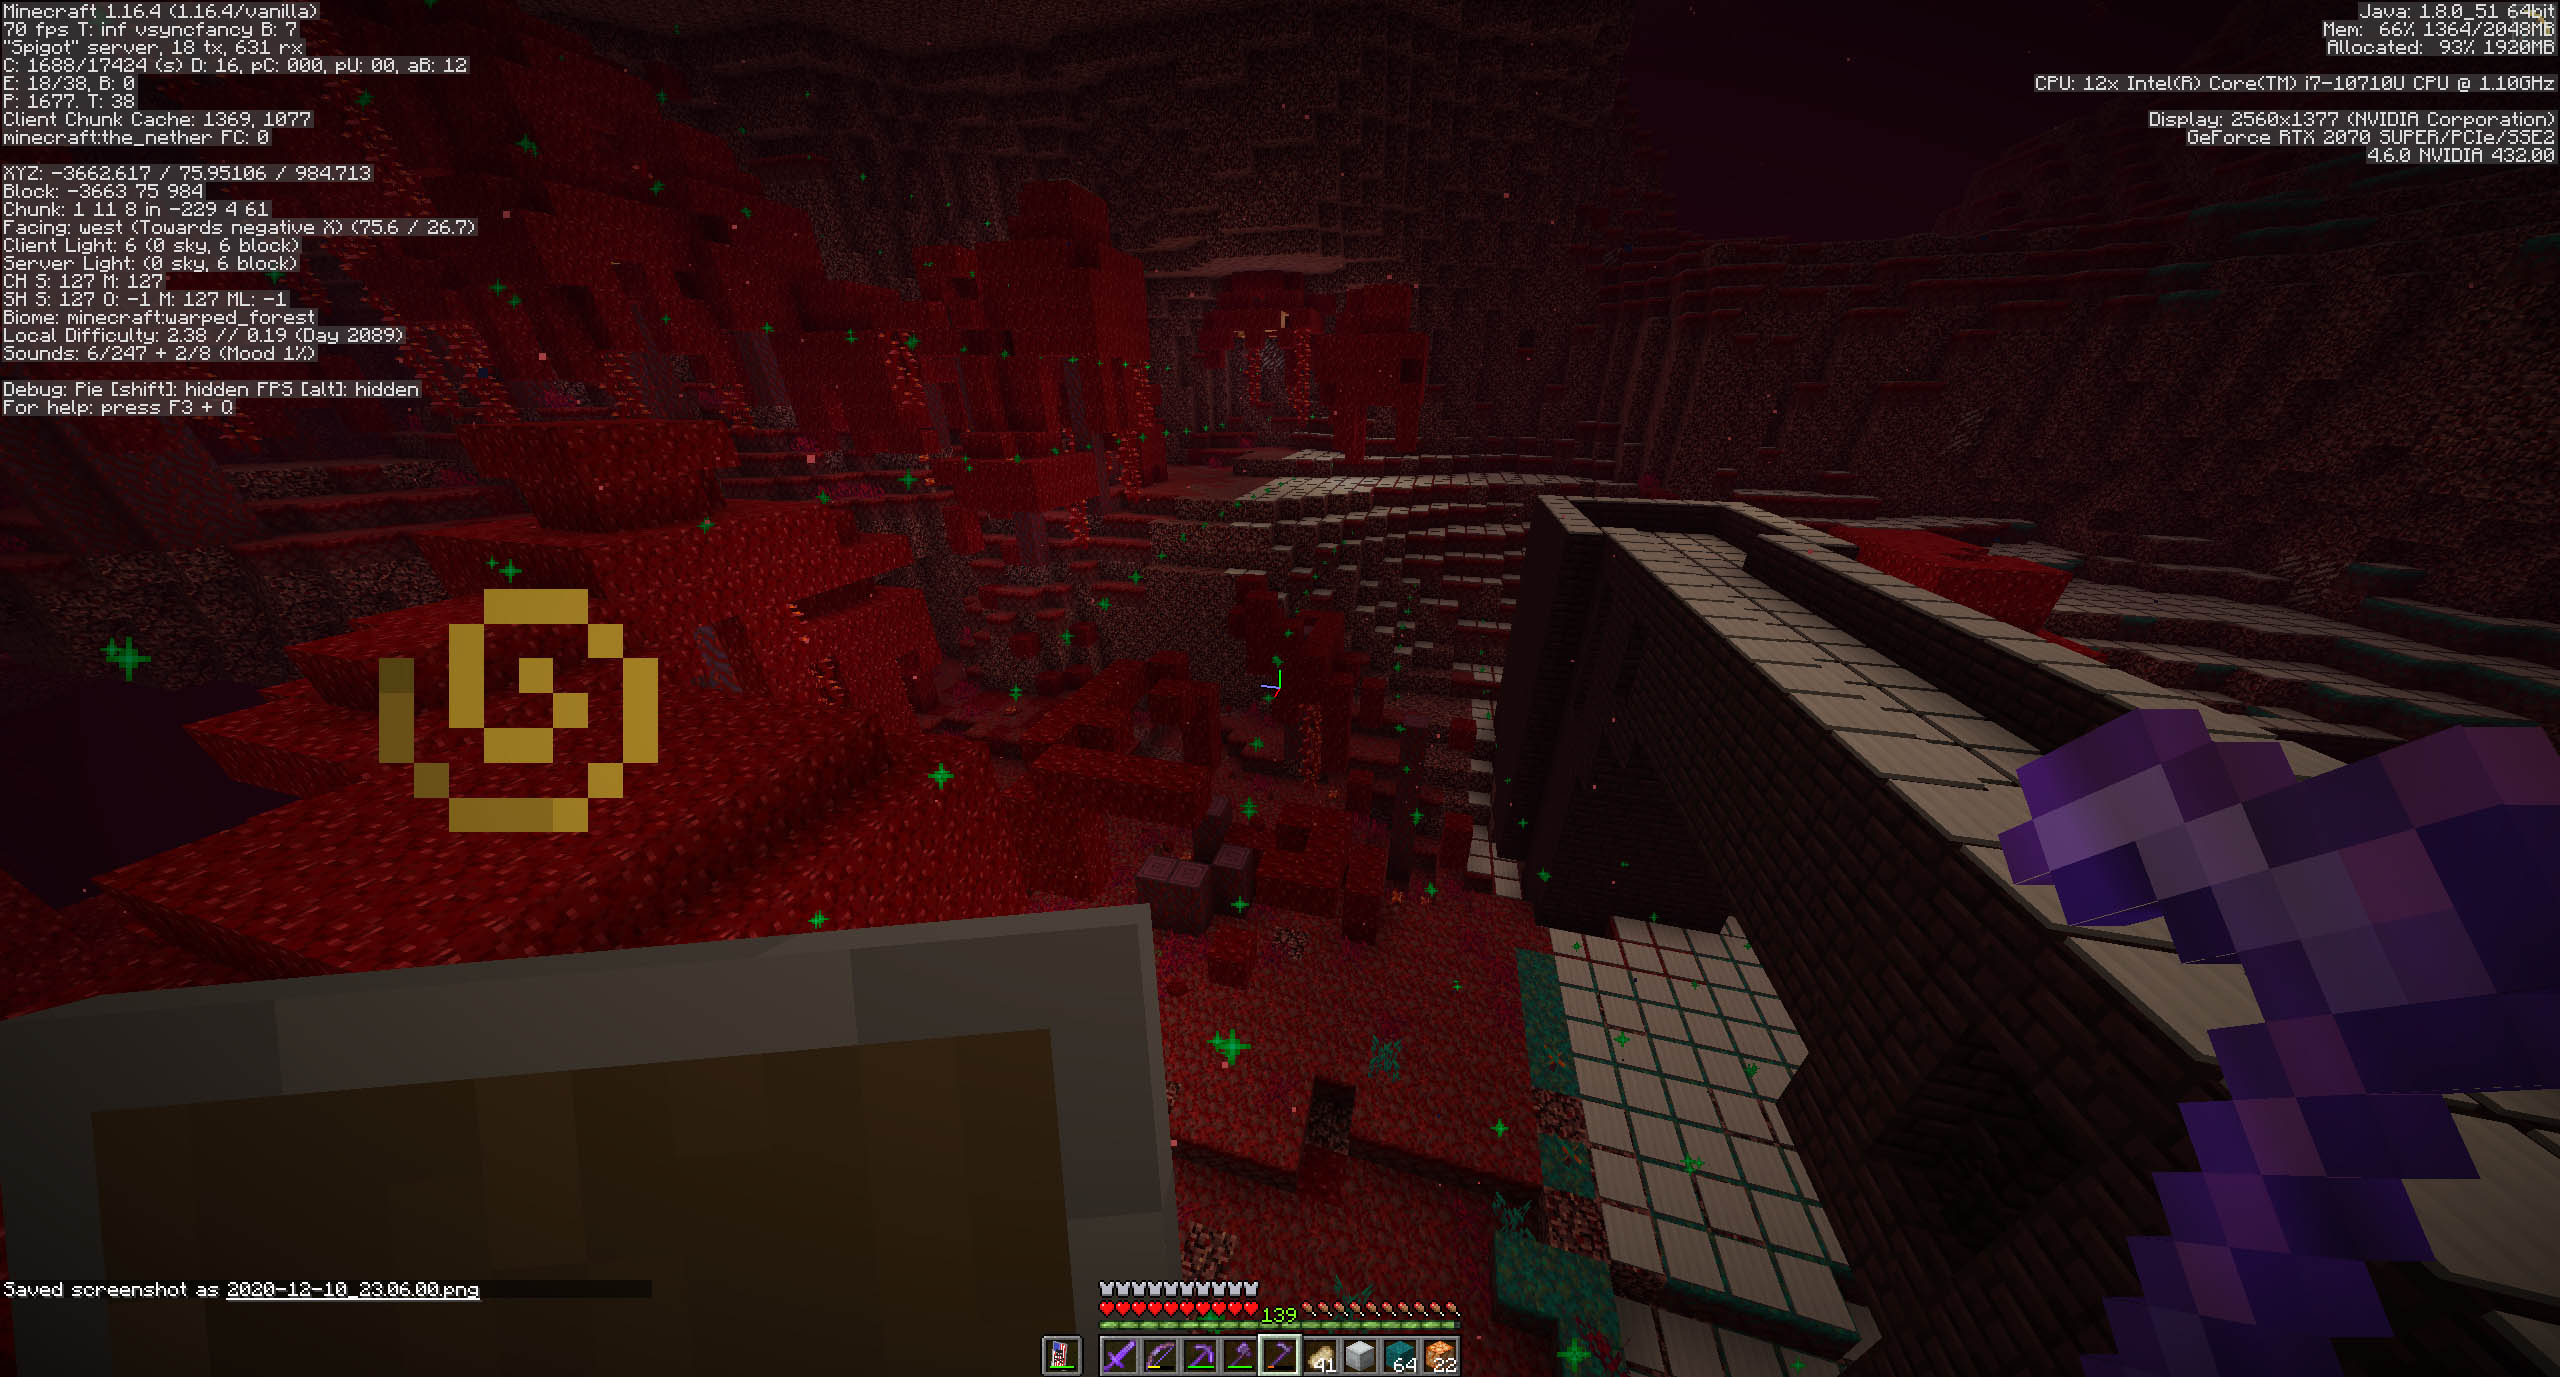 Minecraft 1.16.4 (1.16.4/vanilla)
70 fps T: inf vsyncfancy B: 7
"Spigot" server, 18 tx, 631 rx
C: 1688/17424 (s) D: 16, pC: 000, pU: 00, aB: 12
E: 18/38, B: 0
P: 1677. T: 38
Client Chunk Cache: 1369, 1077
minecraft:the_nether FC: 0
XYZ: -3662.617 / 75.95106 / 984.713
Block: -3663 75 984
Chunk: 1 11 8 in -229 4 61
Facing: west (Towards negative X) (75.6 / 26.7)
Client Light: 6 (0 sky, 6 block)
Server Light: (0 sky, 6 block)
CH S: 127 M: 127
SH S: 127 O: -1 M: 127 ML: -1
Biome: minecraft:warped_forest
Local Difficulty: 2.38 // 0.19 (Day 2089)
Sounds: 6/247 + 2/8 (Mood 1%)
Debug: Pie [shift]: hidden FPS [alt]: hidden
For help: press F3 + Q
Java: 1.8.0_51 64bit
Mem: 66% 1364/2048MB
Allocated: 93% 1920MB
CPU: 12x Intel(R) Core(TM) i7-10710U CPU @ 1.10GHz
Display: 2560x1377 (NVIDIA Corporation)
GeForce RTX 2070 SUPER/PCIe/SSE2
4.6.0 NVIDIA 432.00
Saved screenshot as 2020-12-10_23.06.00.png
139
41 64 22